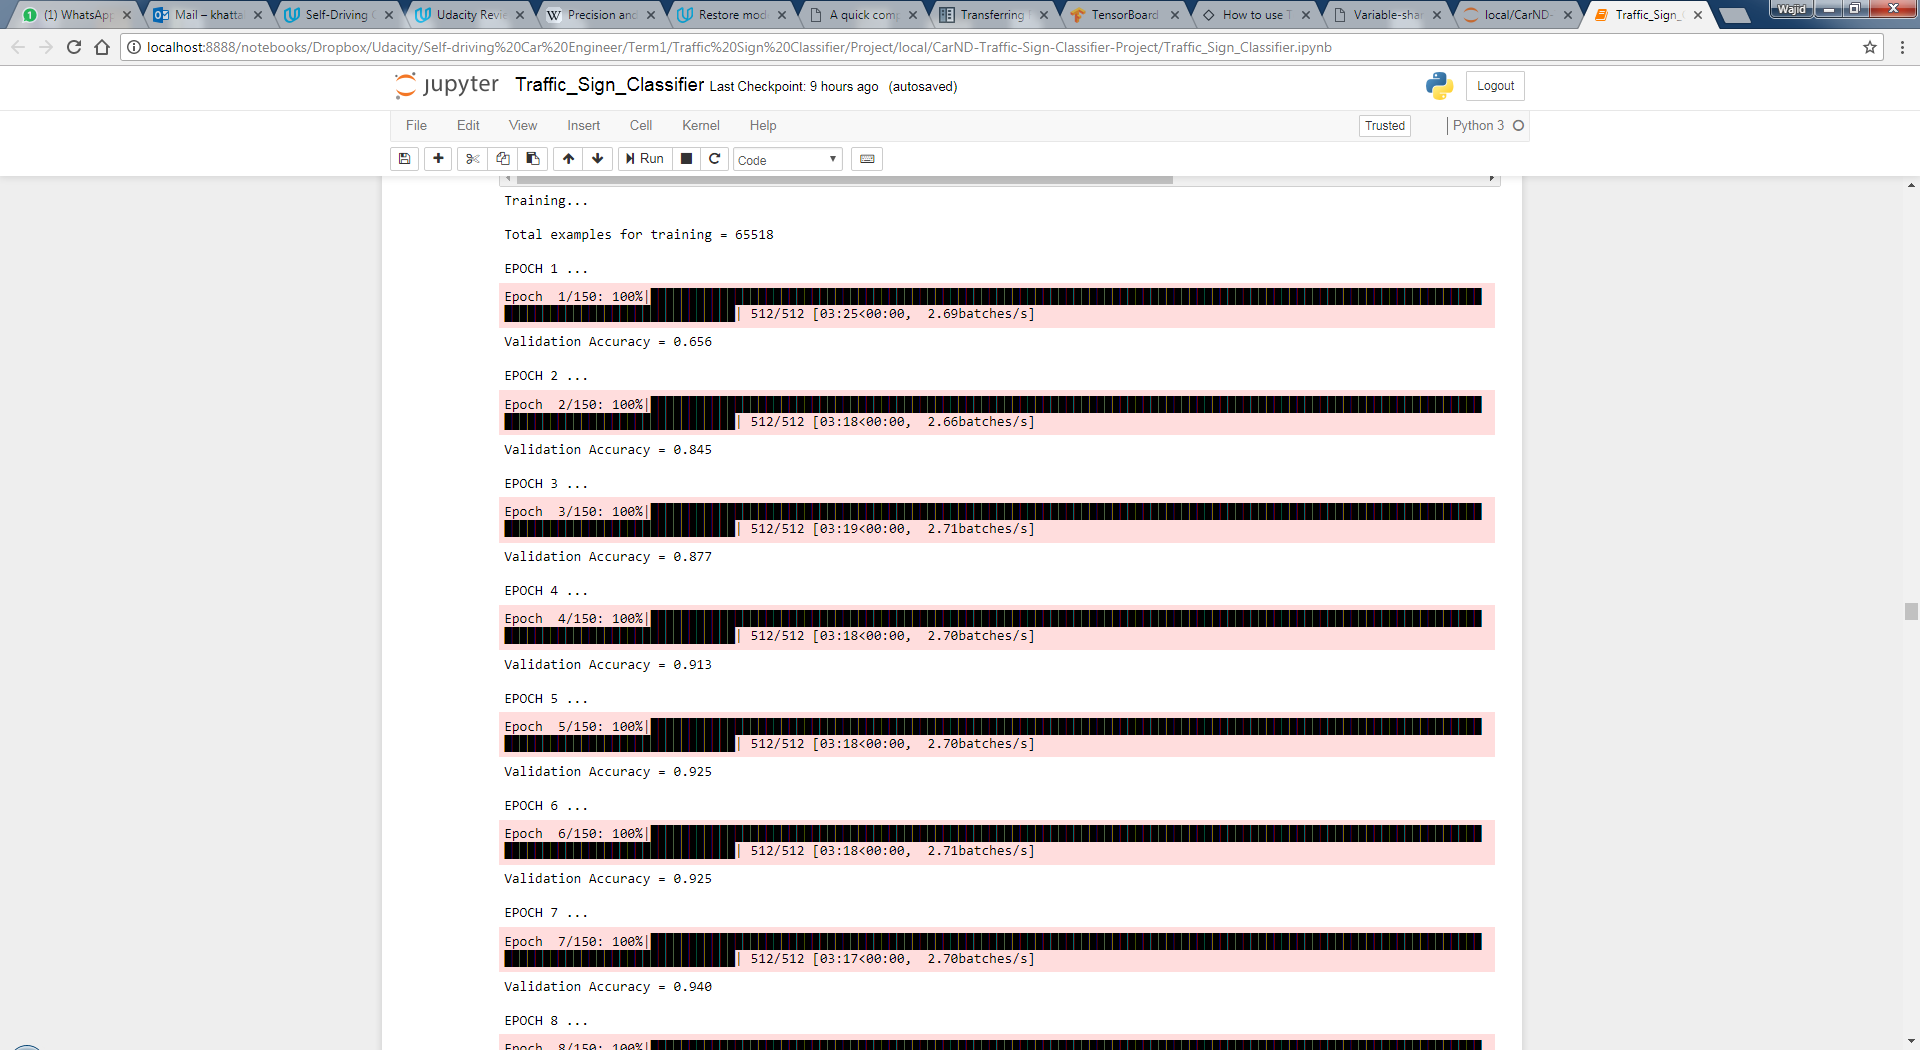 (1) WhatsApp
Mail – khatta
Self-Driving
Udacity Revie
Precision and
Restore mod
A quick comp
Transferring
TensorBoard
How to use T
Variable-shar
local/CarND-
Traffic_Sign_
Wajid
localhost:8888/notebooks/Dropbox/Udacity/Self-driving%20Car%20Engineer/Term1/Traffic%20Sign%20Classifier/Project/local/CarND-Traffic-Sign-Classifier-Project/Traffic_Sign_Classifier.ipynb
jupyter Traffic_Sign_Classifier Last Checkpoint: 9 hours ago (autosaved)
Logout
File Edit View Insert Cell Kernel Help
Trusted
Python 3
Run
Code
Training...
Total examples for training = 65518
EPOCH 1 ...
Epoch  1/150: 100%|
| 512/512 [03:25<00:00,  2.69batches/s]
Validation Accuracy = 0.656
EPOCH 2 ...
Epoch  2/150: 100%|
| 512/512 [03:18<00:00,  2.66batches/s]
Validation Accuracy = 0.845
EPOCH 3 ...
Epoch  3/150: 100%|
| 512/512 [03:19<00:00,  2.71batches/s]
Validation Accuracy = 0.877
EPOCH 4 ...
Epoch  4/150: 100%|
| 512/512 [03:18<00:00,  2.70batches/s]
Validation Accuracy = 0.913
EPOCH 5 ...
Epoch  5/150: 100%|
| 512/512 [03:18<00:00,  2.70batches/s]
Validation Accuracy = 0.925
EPOCH 6 ...
Epoch  6/150: 100%|
| 512/512 [03:18<00:00,  2.71batches/s]
Validation Accuracy = 0.925
EPOCH 7 ...
Epoch  7/150: 100%|
| 512/512 [03:17<00:00,  2.70batches/s]
Validation Accuracy = 0.940
EPOCH 8 ...
Epoch  8/150: 100%|